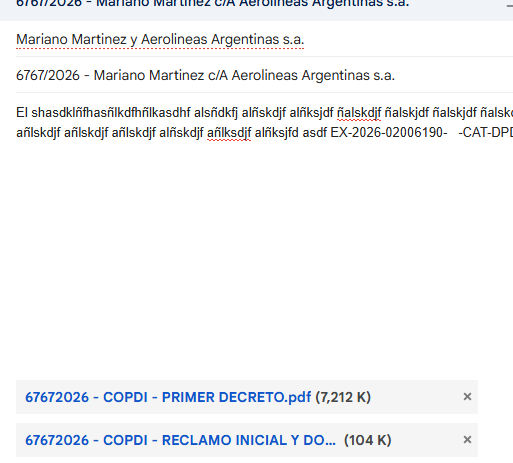 6767/2026 - Mariano Martinez c/A Aerolineas Argentinas s.a.
Mariano Martinez y Aerolineas Argentinas s.a.
6767/2026 - Mariano Martinez c/A Aerolineas Argentinas s.a.
El shasdklñfhasñlkdfhñlkasdhf alsñdkfj alñskdjf alñksjdf ñalskdjf ñalskjdf ñalskjdf ñalskd
añlskdjf añlskdjf añlskdjf alñskdjf añlksdjf alñksjfd asdf EX-2026-02006190- -CAT-DPD
67672026 - COPDI - PRIMER DECRETO.pdf (7,212 K) ×
67672026 - COPDI - RECLAMO INICIAL Y DO... (104 K) ×